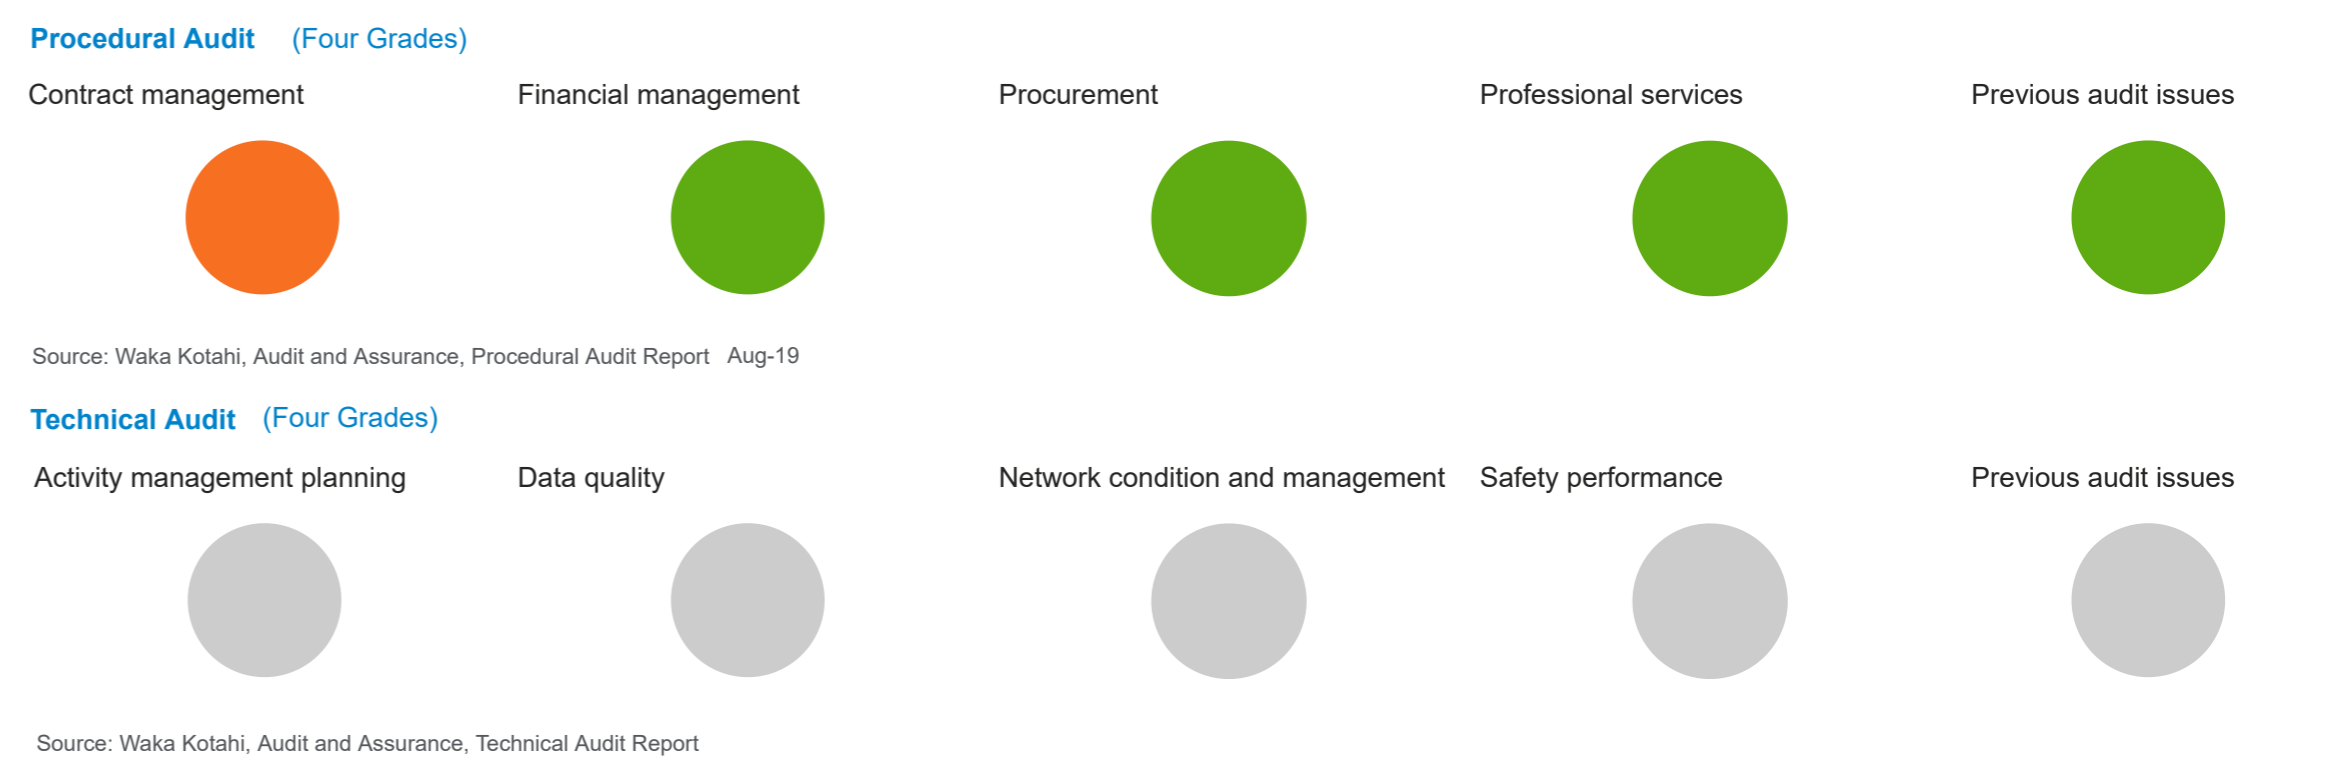 Procedural Audit (Four Grades)
Contract management
Financial management
Procurement
Professional services
Previous audit issues
Source: Waka Kotahi, Audit and Assurance, Procedural Audit Report Aug-19
Technical Audit (Four Grades)
Activity management planning
Data quality
Network condition and management
Safety performance
Previous audit issues
Source: Waka Kotahi, Audit and Assurance, Technical Audit Report